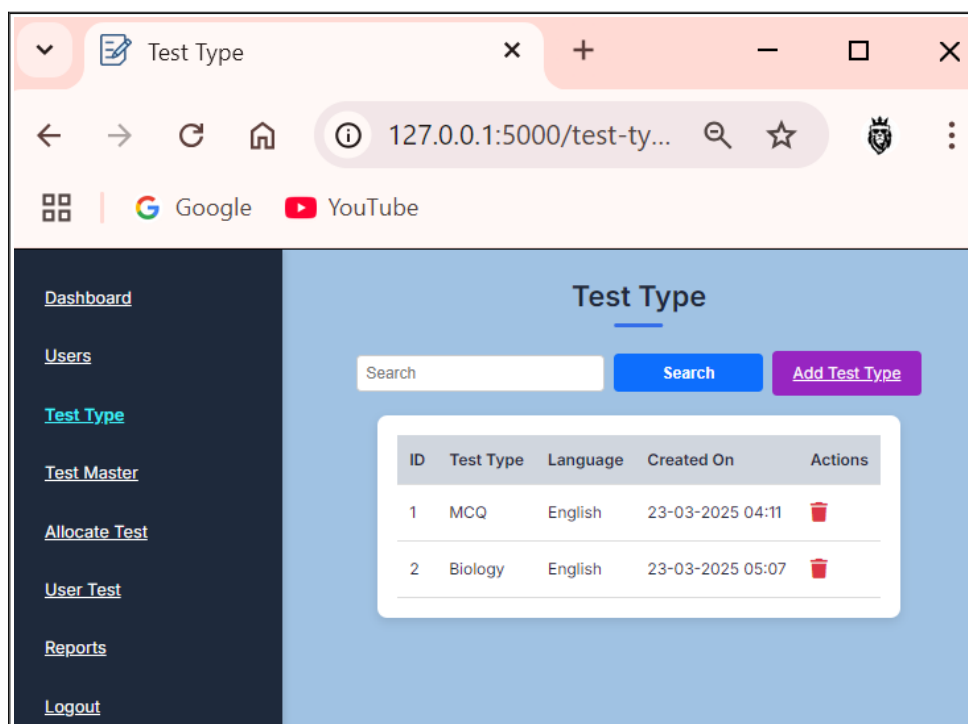 Test Type
127.0.0.1:5000/test-ty...
Google YouTube
Dashboard
Users
Test Type
Test Master
Allocate Test
User Test
Reports
Logout
Test Type
Search Search Add Test Type
ID Test Type Language Created On Actions
1 MCQ English 23-03-2025 04:11
2 Biology English 23-03-2025 05:07